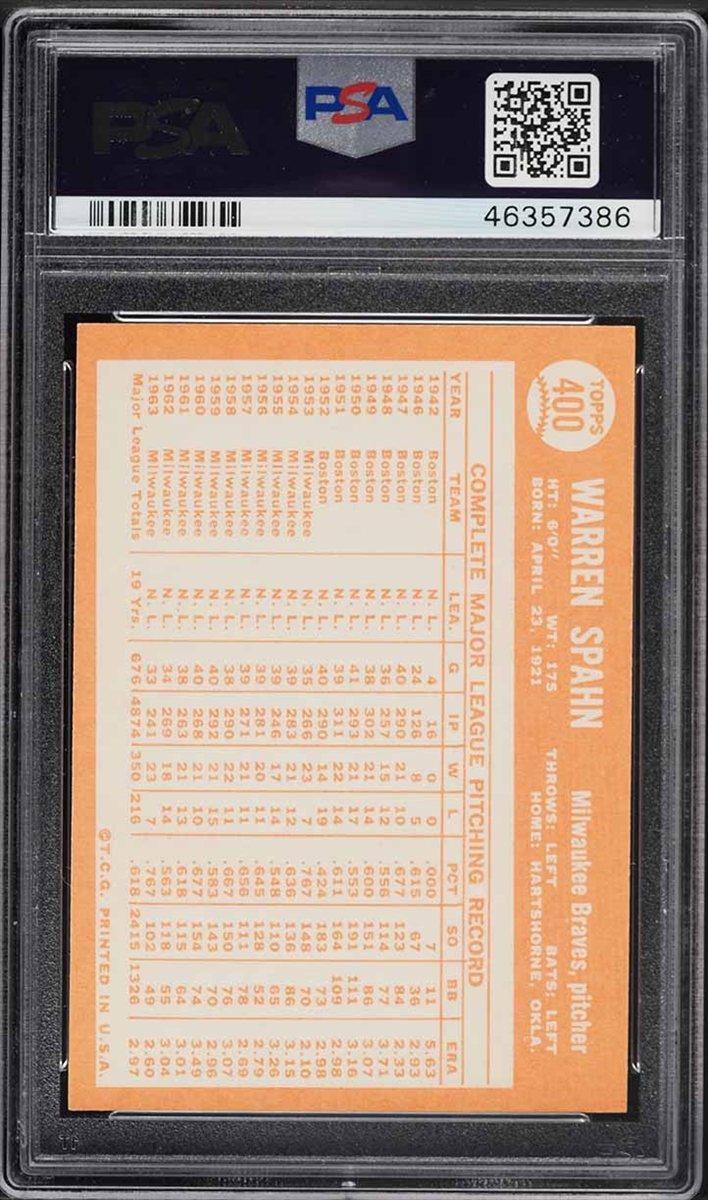 PSA
PSA
46357386
TOPPS
400
WARREN SPAHN Milwaukee Braves, pitcher
HT: 6'0" WT: 175 THROWS: LEFT BATS: LEFT
BORN: APRIL 23, 1921 HOME: HARTSHORNE, OKLA.
COMPLETE MAJOR LEAGUE PITCHING RECORD
YEAR TEAM LEA. G IP W L PCT SO BB ERA
1942 Boston N. L. 4 16 0 0 .000 7 11 5.63
1946 Boston N. L. 24 126 8 5 .615 67 36 2.93
1947 Boston N. L. 40 290 21 10 .677 123 84 2.33
1948 Boston N. L. 36 257 15 12 .556 114 77 3.71
1949 Boston N. L. 38 302 21 14 .600 151 86 3.07
1950 Boston N. L. 41 293 21 17 .553 191 111 3.16
1951 Boston N. L. 39 311 22 14 .611 164 109 2.98
1952 Boston N. L. 40 290 14 19 .424 183 73 2.98
1953 Milwaukee N. L. 35 266 23 7 .767 148 70 2.10
1954 Milwaukee N. L. 39 283 21 12 .636 136 86 3.15
1955 Milwaukee N. L. 39 246 17 14 .548 110 65 3.26
1956 Milwaukee N. L. 39 281 20 11 .645 128 52 2.79
1957 Milwaukee N. L. 39 271 21 11 .656 111 78 2.69
1958 Milwaukee N. L. 38 290 22 11 .667 150 76 3.07
1959 Milwaukee N. L. 40 292 21 15 .583 143 70 2.96
1960 Milwaukee N. L. 40 268 21 10 .677 154 74 3.49
1961 Milwaukee N. L. 38 263 21 13 .618 115 64 3.01
1962 Milwaukee N. L. 34 269 18 14 .563 118 55 3.04
1963 Milwaukee N. L. 33 241 23 7 .767 102 49 2.60
Major League Totals 19 Yrs. 676 4874 350 216 .618 2415 1326 2.97
©T.C.G. PRINTED IN U.S.A.